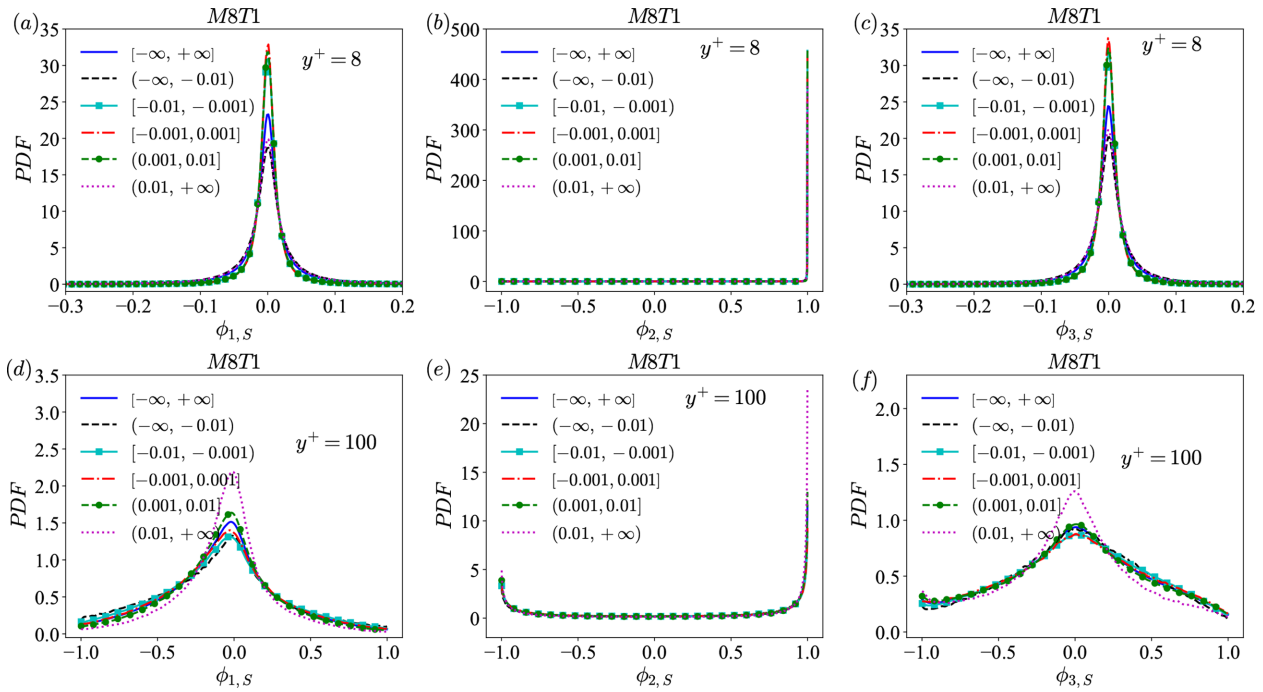 (a) M8T1
35
30
25
20
15
10
5
0
PDF
[−∞, +∞]
(−∞, −0.01)
[−0.01, −0.001)
[−0.001, 0.001]
(0.001, 0.01]
(0.01, +∞)
y⁺ = 8
−0.3 −0.2 −0.1 0.0 0.1 0.2
ϕ₁,S
(b) M8T1
500
400
300
200
100
0
PDF
[−∞, +∞]
(−∞, −0.01)
[−0.01, −0.001)
[−0.001, 0.001]
(0.001, 0.01]
(0.01, +∞)
y⁺ = 8
−1.0 −0.5 0.0 0.5 1.0
ϕ₂,S
(c) M8T1
35
30
25
20
15
10
5
0
PDF
[−∞, +∞]
(−∞, −0.01)
[−0.01, −0.001)
[−0.001, 0.001]
(0.001, 0.01]
(0.01, +∞)
y⁺ = 8
−0.3 −0.2 −0.1 0.0 0.1 0.2
ϕ₃,S
(d) M8T1
3.5
3.0
2.5
2.0
1.5
1.0
0.5
0.0
PDF
[−∞, +∞]
(−∞, −0.01)
[−0.01, −0.001)
[−0.001, 0.001]
(0.001, 0.01]
(0.01, +∞)
y⁺ = 100
−1.0 −0.5 0.0 0.5 1.0
ϕ₁,S
(e) M8T1
25
20
15
10
5
0
PDF
[−∞, +∞]
(−∞, −0.01)
[−0.01, −0.001)
[−0.001, 0.001]
(0.001, 0.01]
(0.01, +∞)
y⁺ = 100
−1.0 −0.5 0.0 0.5 1.0
ϕ₂,S
(f) M8T1
2.0
1.5
1.0
0.5
0.0
PDF
[−∞, +∞]
(−∞, −0.01)
[−0.01, −0.001)
[−0.001, 0.001]
(0.001, 0.01]
(0.01, +∞)
y⁺ = 100
−1.0 −0.5 0.0 0.5 1.0
ϕ₃,S